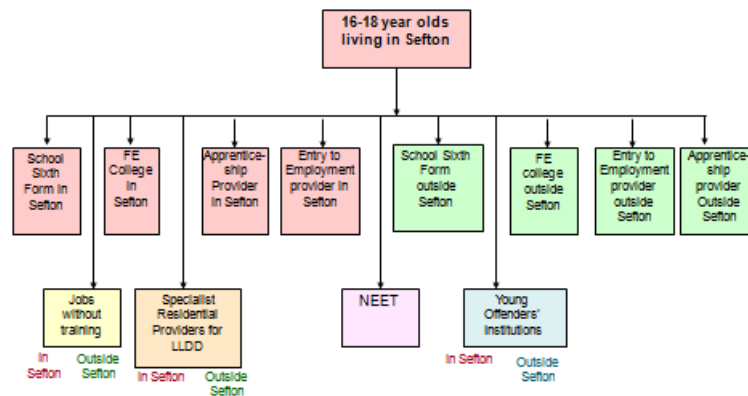 16-18 year olds
living in Sefton
School
Sixth
Form in
Sefton
FE
College
in
Sefton
Apprentice-
ship
Provider
in Sefton
Entry to
Employment
provider in
Sefton
School Sixth
Form
outside
Sefton
FE
college
outside
Sefton
Entry to
Employment
provider
outside
Sefton
Apprentice-
ship
provider
Outside
Sefton
Jobs
without
training
Specialist
Residential
Providers for
LLDD
NEET
Young
Offenders'
Institutions
In
Sefton
Outside
Sefton
In Sefton
Outside
Sefton
In Sefton
Outside
Sefton